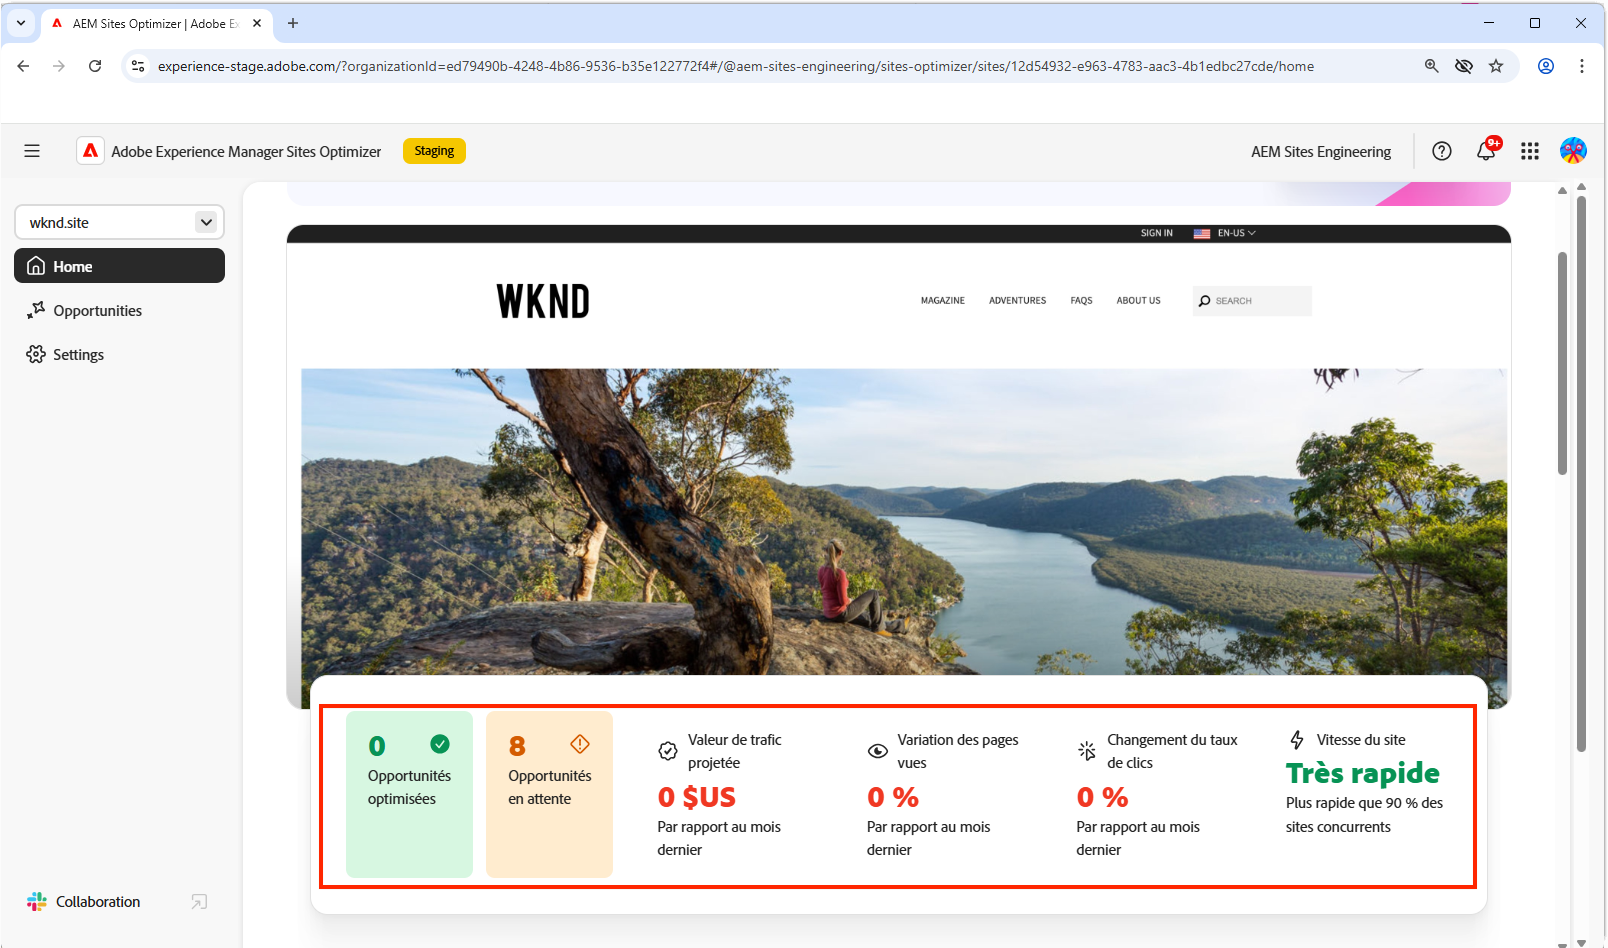 AEM Sites Optimizer | Adobe Ex
experience-stage.adobe.com/?organizationId=ed79490b-4248-4b86-9536-b35e122772f4#/@aem-sites-engineering/sites-optimizer/sites/12d54932-e963-4783-aac3-4b1edbc27cde/home
Adobe Experience Manager Sites Optimizer
Staging
AEM Sites Engineering
9+
wknd.site
Home
Opportunities
Settings
Collaboration
SIGN IN
EN-US
WKND
MAGAZINE
ADVENTURES
FAQS
ABOUT US
SEARCH
0
Opportunités
optimisées
8
Opportunités
en attente
Valeur de trafic
projetée
0 $US
Par rapport au mois
dernier
Variation des pages
vues
0 %
Par rapport au mois
dernier
Changement du taux
de clics
0 %
Par rapport au mois
dernier
Vitesse du site
Très rapide
Plus rapide que 90 % des
sites concurrents